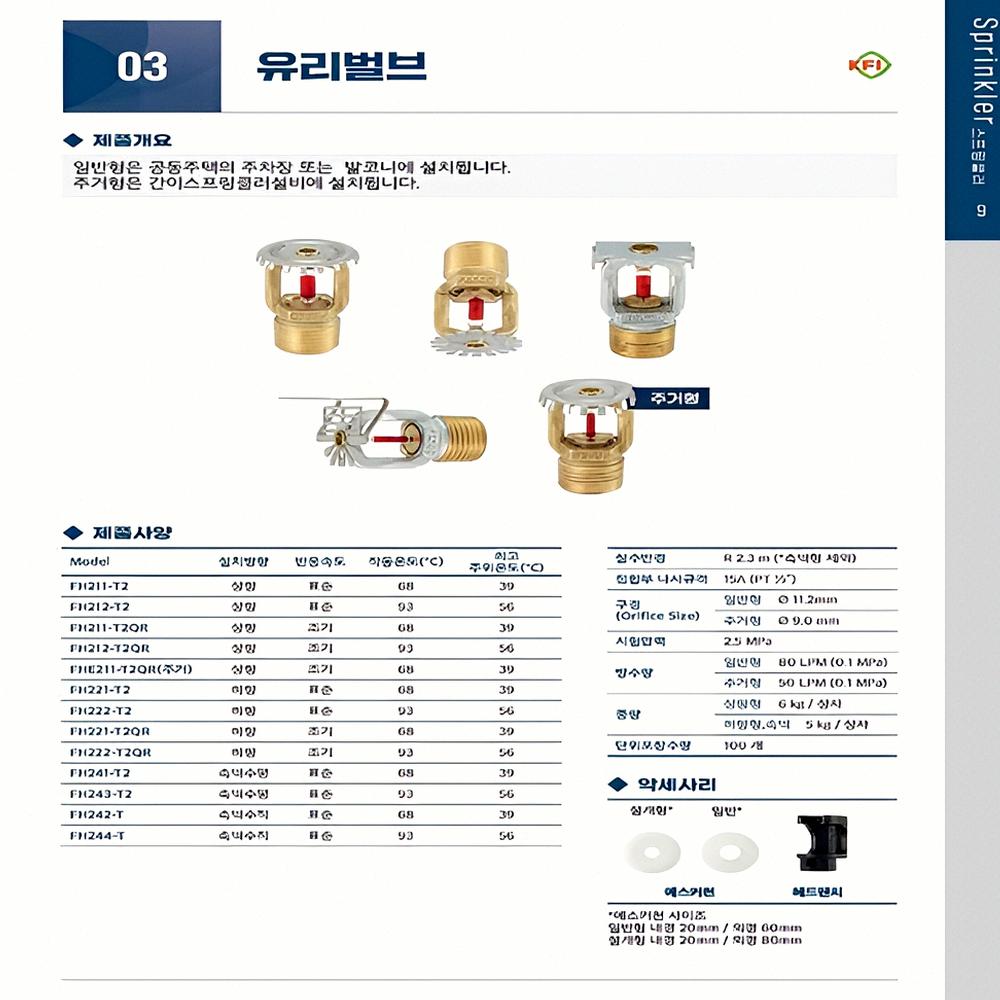 03
유리벌브
KFI
Sprinkler 스프링클러 9
◆ 제품개요
일반형은 공동주택의 주차장 또는 발코니에 설치됩니다.
주거형은 간이스프링클러설비에 설치됩니다.
주거형
◆ 제품사양
Model 설치방향 반응속도 작동온도(°C) 최고 주위온도(°C)
FH211-T2 상향 표준 68 39
FH212-T2 상향 표준 93 56
FH211-T2QR 상향 조기 68 39
FH212-T2QR 상향 조기 93 56
FHE211-T2QR(주거) 상향 조기 68 39
FH221-T2 하향 표준 68 39
FH222-T2 하향 표준 93 56
FH221-T2QR 하향 조기 68 39
FH222-T2QR 하향 조기 93 56
FH241-T2 측벽수평 표준 68 39
FH243-T2 측벽수평 표준 93 56
FH242-T 측벽수직 표준 68 39
FH244-T 측벽수직 표준 93 56
살수반경 R 2.3 m (*측벽형 제외)
접합부 나사규격 15A (PT ½")
구경 (Orifice Size) 일반형 Ø 11.2mm
주거형 Ø 9.0 mm
시험압력 2.5 MPa
방수량 일반형 80 LPM (0.1 MPa)
주거형 50 LPM (0.1 MPa)
중량 상향형 6 kg / 상자
하향형,측벽 5 kg / 상자
단위포장수량 100 개
◆ 악세사리
설개형* 일반*
에스커천 헤드렌치
*에스커천 사이즈
일반형 내경 20mm / 외경 60mm
설개형 내경 20mm / 외경 80mm